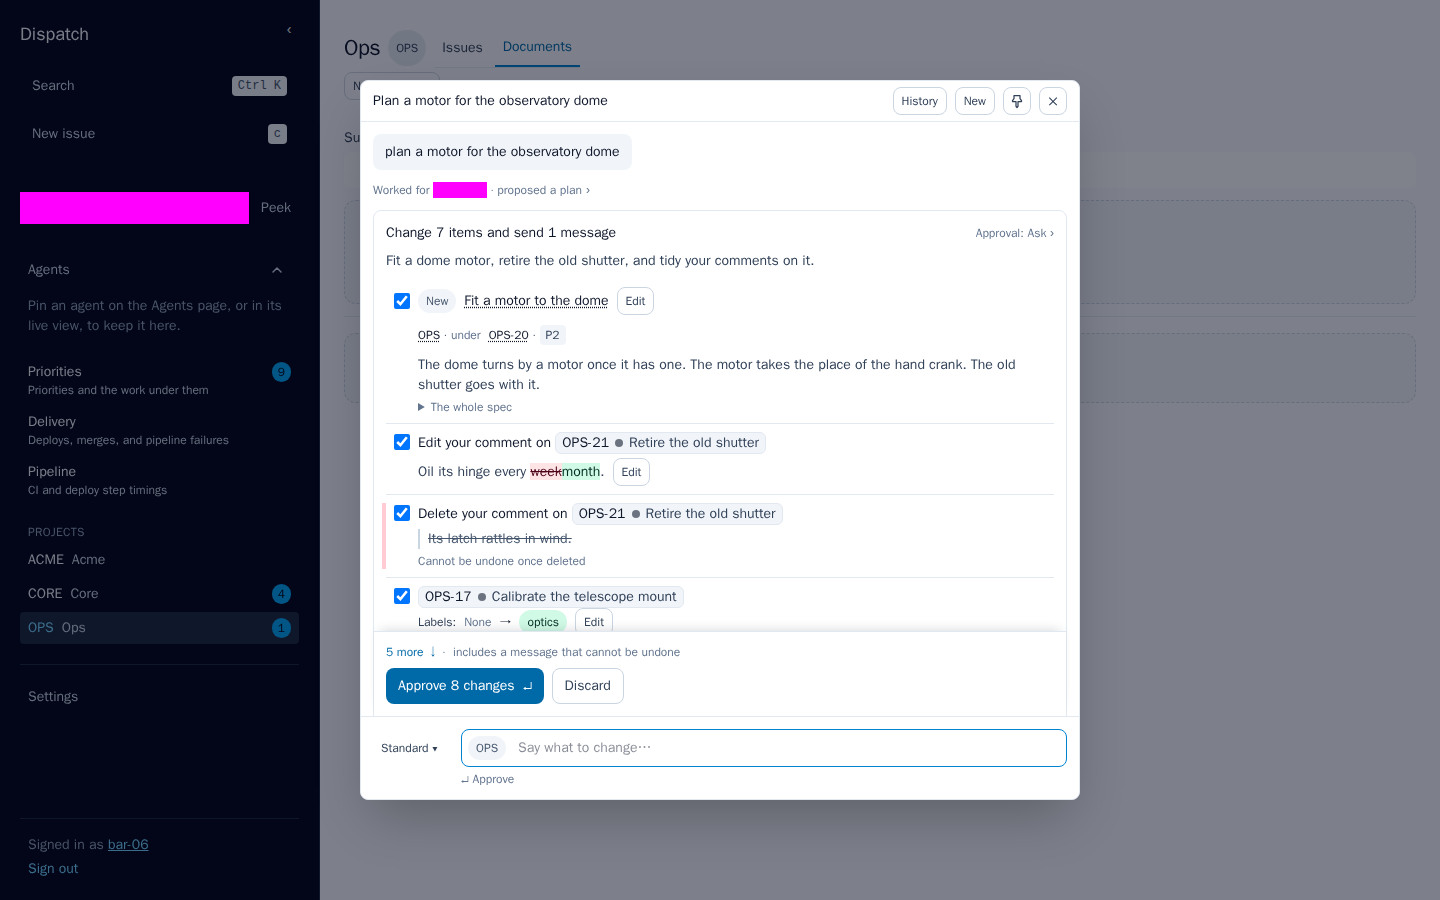 Dispatch
‹
Search
Ctrl K
New issue
C
Peek
Agents
Pin an agent on the Agents page, or in its
live view, to keep it here.
Priorities
9
Priorities and the work under them
Delivery
Deploys, merges, and pipeline failures
Pipeline
CI and deploy step timings
PROJECTS
ACME Acme
CORE Core
4
OPS Ops
1
Settings
Signed in as bar-06
Sign out
Ops OPS Issues Documents
Plan a motor for the observatory dome
History
New
plan a motor for the observatory dome
Worked for · proposed a plan ›
Change 7 items and send 1 message
Approval: Ask ›
Fit a dome motor, retire the old shutter, and tidy your comments on it.
New Fit a motor to the dome Edit
OPS · under OPS-20 · P2
The dome turns by a motor once it has one. The motor takes the place of the hand crank. The old
shutter goes with it.
The whole spec
Edit your comment on OPS-21 Retire the old shutter
Oil its hinge every weekmonth. Edit
Delete your comment on OPS-21 Retire the old shutter
Its latch rattles in wind.
Cannot be undone once deleted
OPS-17 Calibrate the telescope mount
Labels: None → optics Edit
5 more ↓ · includes a message that cannot be undone
Approve 8 changes ↵
Discard
Standard ▾
OPS Say what to change…
↵ Approve